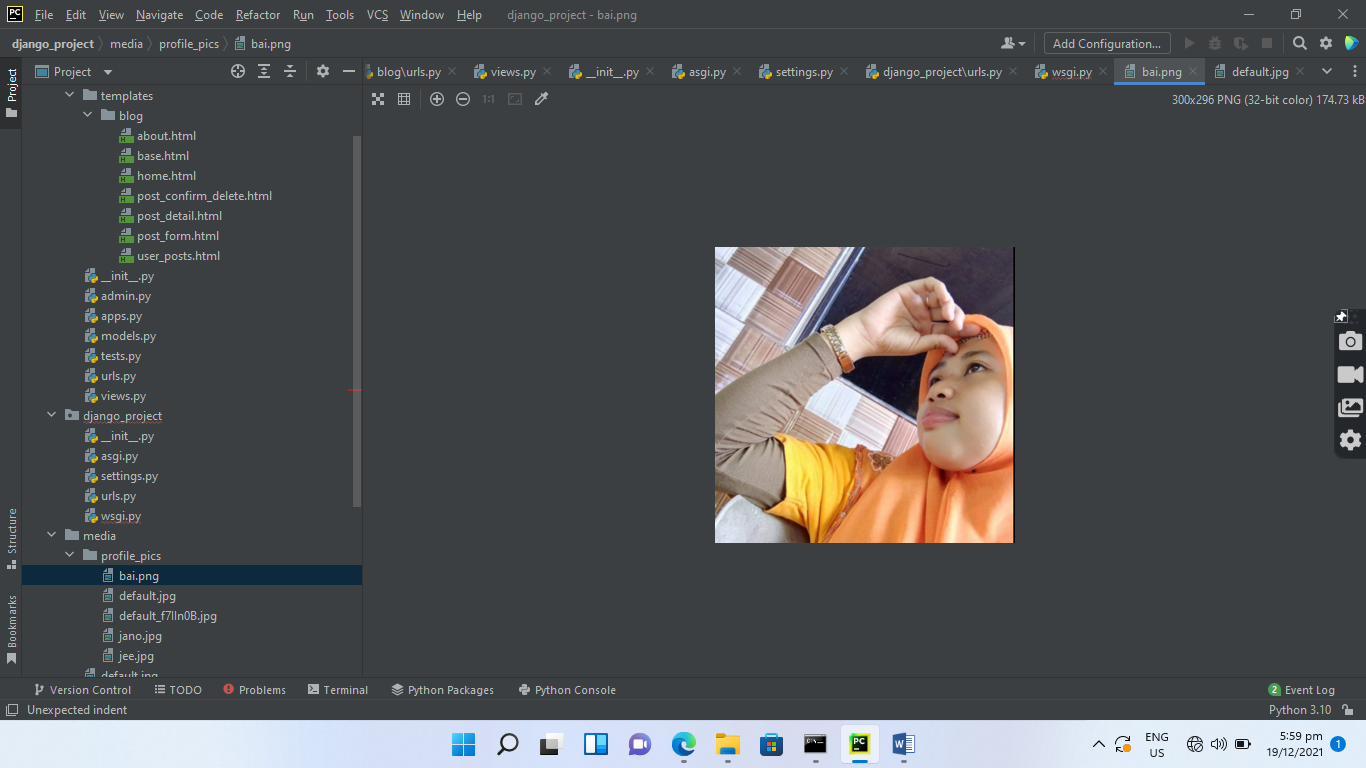 PC File Edit View Navigate Code Refactor Run Tools VCS Window Help django_project - bai.png
django_project media profile_pics bai.png Add Configuration...
Project
Project
blog\urls.py views.py __init__.py asgi.py settings.py django_project\urls.py wsgi.py bai.png default.jpg
1:1 300x296 PNG (32-bit color) 174.73 kB
templates
blog
about.html
base.html
home.html
post_confirm_delete.html
post_detail.html
post_form.html
user_posts.html
__init__.py
admin.py
apps.py
models.py
tests.py
urls.py
views.py
django_project
__init__.py
asgi.py
settings.py
urls.py
wsgi.py
media
profile_pics
bai.png
default.jpg
jano.jpg
jee.jpg
default.jpg
Structure
Bookmarks
Version Control TODO Problems Terminal Python Packages Python Console 2 Event Log
Unexpected indent Python 3.10
PC W ENG US 5:59 pm 19/12/2021 1